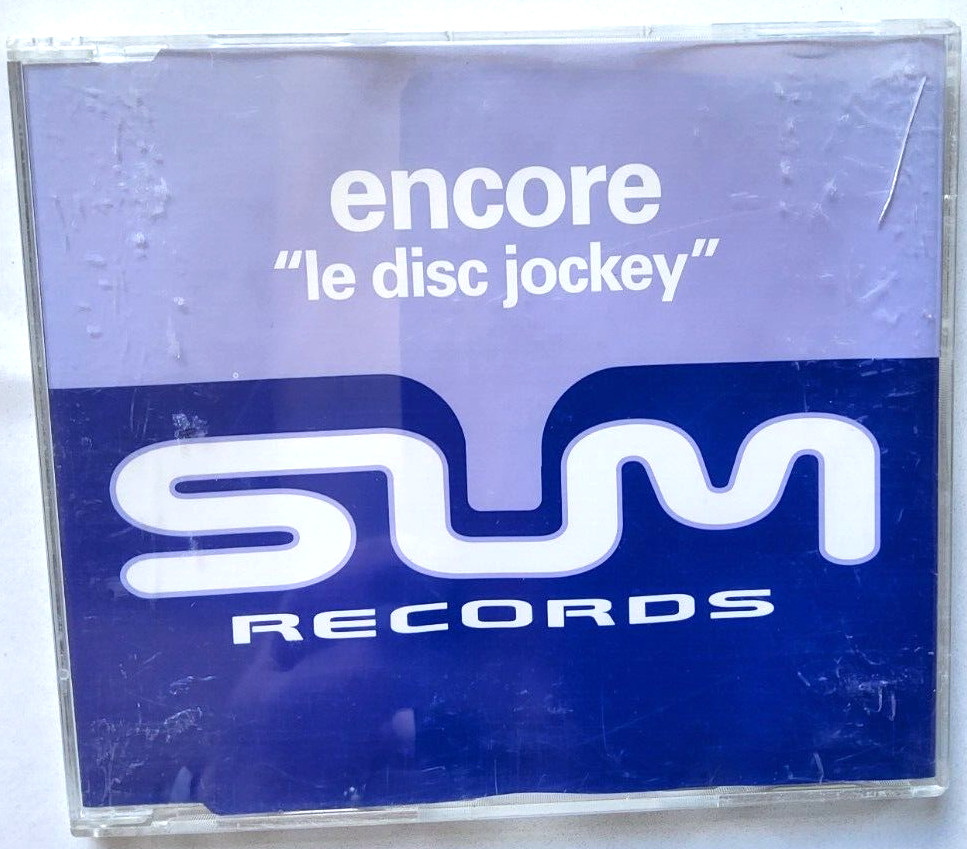 encore
“le disc jockey”
SUM
RECORDS